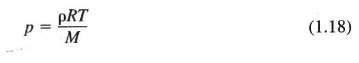 p = ρRT / M (1.18)